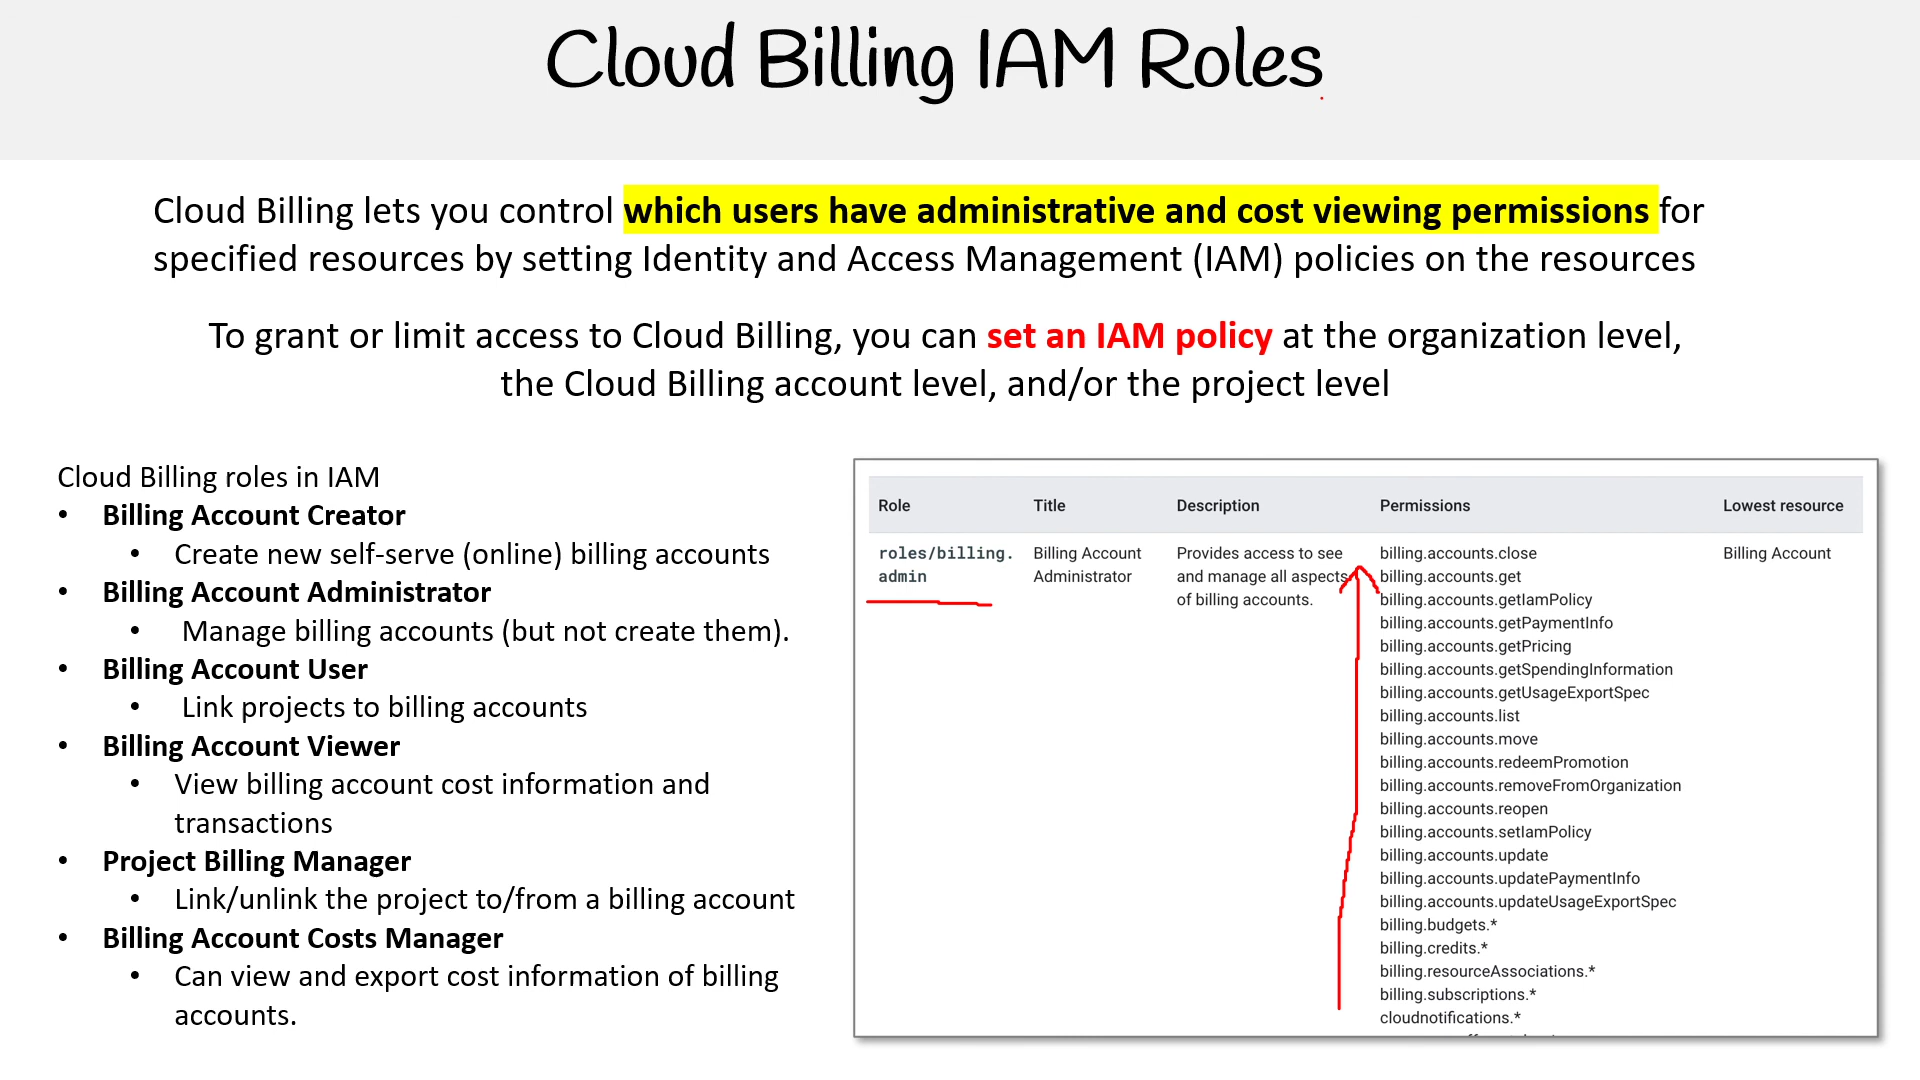 Cloud Billing IAM Roles
Cloud Billing lets you control which users have administrative and cost viewing permissions for
specified resources by setting Identity and Access Management (IAM) policies on the resources
To grant or limit access to Cloud Billing, you can set an IAM policy at the organization level,
the Cloud Billing account level, and/or the project level
Cloud Billing roles in IAM
• Billing Account Creator
• Create new self-serve (online) billing accounts
• Billing Account Administrator
• Manage billing accounts (but not create them).
• Billing Account User
• Link projects to billing accounts
• Billing Account Viewer
• View billing account cost information and
transactions
• Project Billing Manager
• Link/unlink the project to/from a billing account
• Billing Account Costs Manager
• Can view and export cost information of billing
accounts.
Role Title Description Permissions Lowest resource
roles/billing. Billing Account Provides access to see billing.accounts.close Billing Account
admin Administrator and manage all aspects billing.accounts.get
of billing accounts. billing.accounts.getIamPolicy
billing.accounts.getPaymentInfo
billing.accounts.getPricing
billing.accounts.getSpendingInformation
billing.accounts.getUsageExportSpec
billing.accounts.list
billing.accounts.move
billing.accounts.redeemPromotion
billing.accounts.removeFromOrganization
billing.accounts.reopen
billing.accounts.setIamPolicy
billing.accounts.update
billing.accounts.updatePaymentInfo
billing.accounts.updateUsageExportSpec
billing.budgets.*
billing.credits.*
billing.resourceAssociations.*
billing.subscriptions.*
cloudnotifications.*